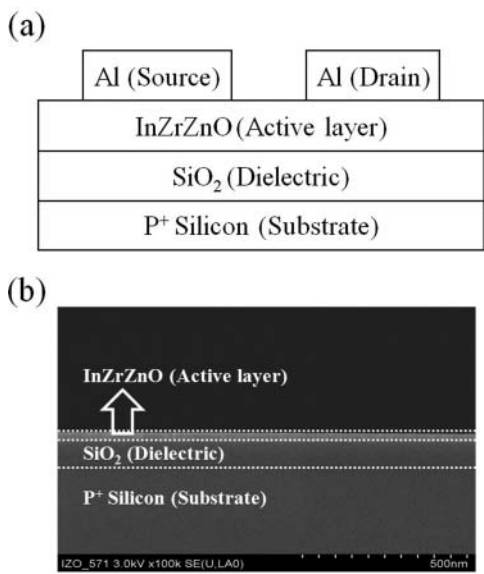 (a)
Al (Source) Al (Drain)
InZrZnO (Active layer)
SiO₂ (Dielectric)
P⁺ Silicon (Substrate)
(b)
InZrZnO (Active layer)
SiO₂ (Dielectric)
P⁺ Silicon (Substrate)
IZO_571 3.0kV x100k SE(U,LA0) 500nm